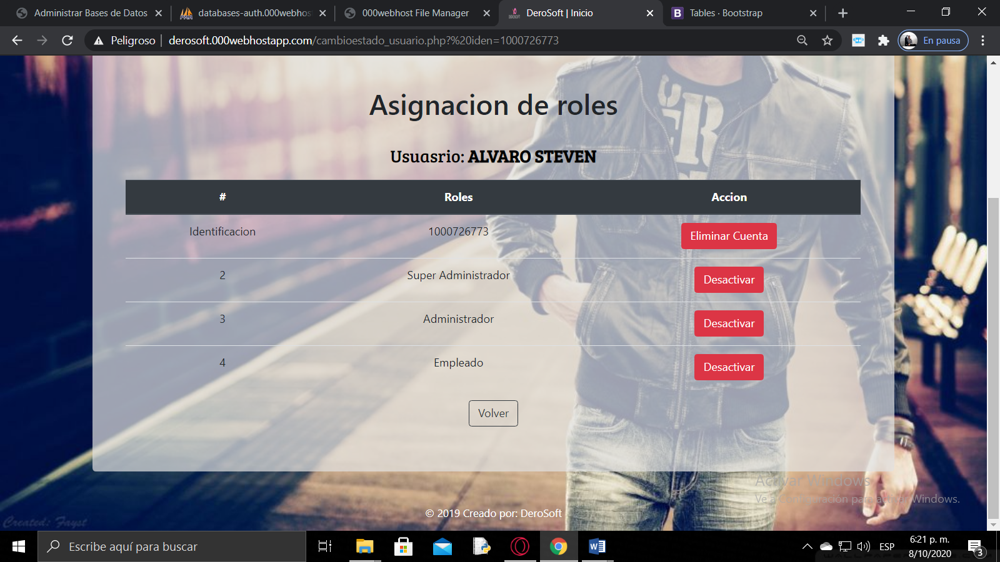 Administrar Bases de Datos
databases-auth.000webhos
000webhost File Manager
DeroSoft | Inicio
B
Tables · Bootstrap
Peligroso
derosoft.000webhostapp.com/cambioestado_usuario.php?%20iden=1000726773
En pausa
Asignacion de roles
Usuasrio: ALVARO STEVEN
# Roles Accion
Identificacion 1000726773 Eliminar Cuenta
2 Super Administrador Desactivar
3 Administrador Desactivar
4 Empleado Desactivar
Volver
Activar Windows
Ve a Configuración para activar Windows.
© 2019 Creado por: DeroSoft
Created: Fayst
Escribe aquí para buscar
ESP
6:21 p. m.
8/10/2020
3